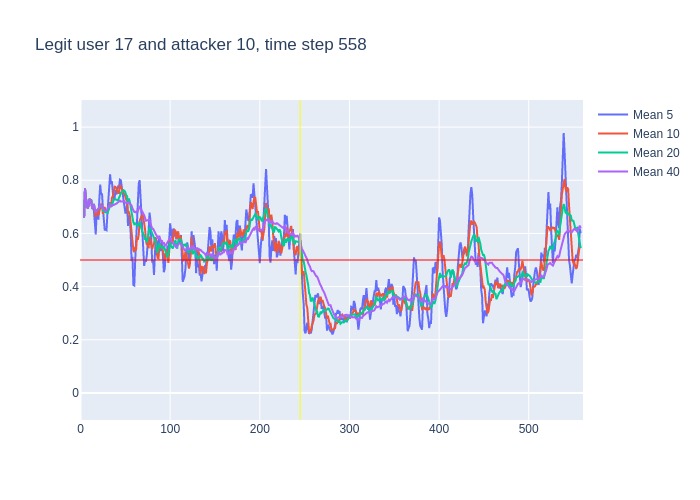 Legit user 17 and attacker 10, time step 558
Mean 5
Mean 10
Mean 20
Mean 40
1
0.8
0.6
0.4
0.2
0
0 100 200 300 400 500